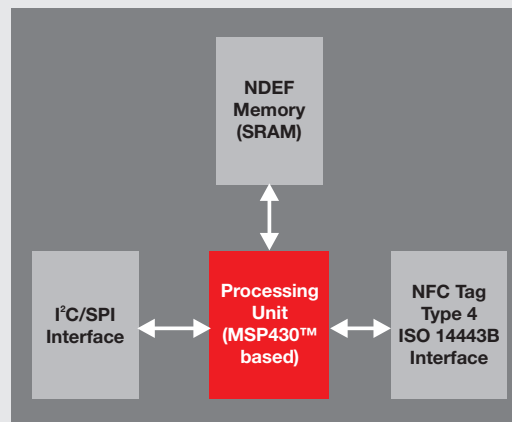 NDEF
Memory
(SRAM)
I²C/SPI
Interface
Processing
Unit
(MSP430™
based)
NFC Tag
Type 4
ISO 14443B
Interface